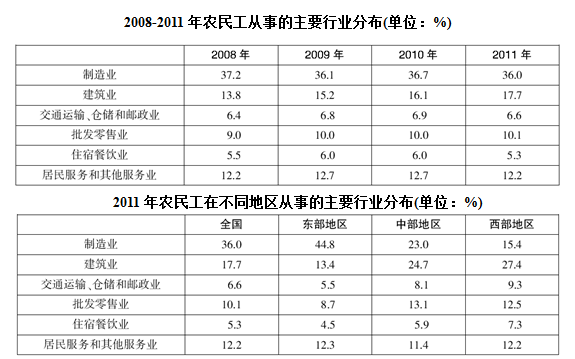 2008-2011 年农民工从事的主要行业分布(单位：%)
2008 年 2009 年 2010 年 2011 年
制造业 37.2 36.1 36.7 36.0
建筑业 13.8 15.2 16.1 17.7
交通运输、仓储和邮政业 6.4 6.8 6.9 6.6
批发零售业 9.0 10.0 10.0 10.1
住宿餐饮业 5.5 6.0 6.0 5.3
居民服务和其他服务业 12.2 12.7 12.7 12.2
2011 年农民工在不同地区从事的主要行业分布(单位：%)
全国 东部地区 中部地区 西部地区
制造业 36.0 44.8 23.0 15.4
建筑业 17.7 13.4 24.7 27.4
交通运输、仓储和邮政业 6.6 5.5 8.1 9.3
批发零售业 10.1 8.7 13.1 12.5
住宿餐饮业 5.3 4.5 5.9 7.3
居民服务和其他服务业 12.2 12.3 11.4 12.2